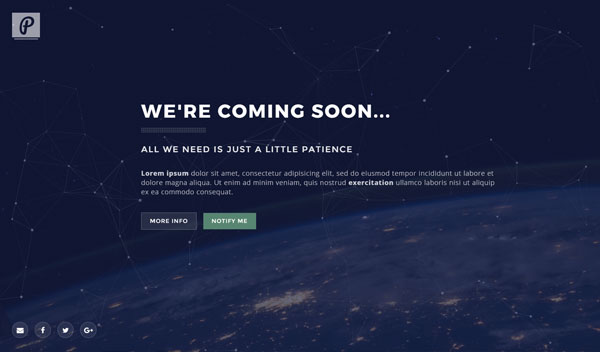 P
WE'RE COMING SOON...
ALL WE NEED IS JUST A LITTLE PATIENCE
Lorem ipsum dolor sit amet, consectetur adipisicing elit, sed do eiusmod tempor incididunt ut labore et
dolore magna aliqua. Ut enim ad minim veniam, quis nostrud exercitation ullamco laboris nisi ut aliquip
ex ea commodo consequat.
MORE INFO NOTIFY ME
G+